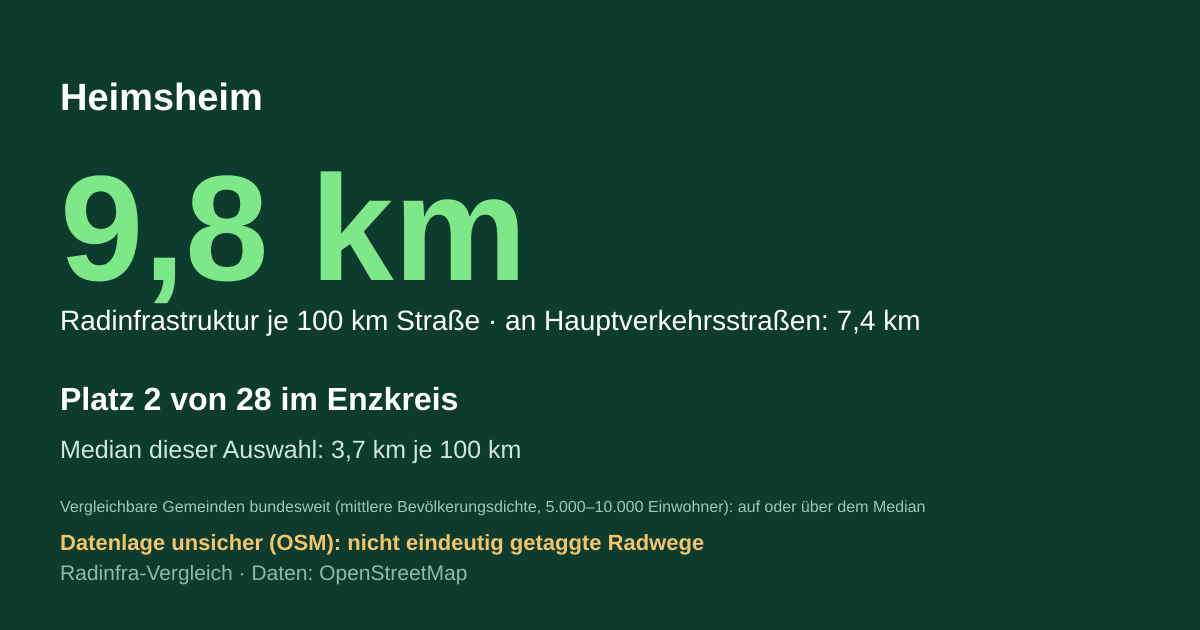 Heimsheim
9,8 km
Radinfrastruktur je 100 km Straße · an Hauptverkehrsstraßen: 7,4 km
Platz 2 von 28 im Enzkreis
Median dieser Auswahl: 3,7 km je 100 km
Vergleichbare Gemeinden bundesweit (mittlere Bevölkerungsdichte, 5.000–10.000 Einwohner): auf oder über dem Median
Datenlage unsicher (OSM): nicht eindeutig getaggte Radwege
Radinfra-Vergleich · Daten: OpenStreetMap